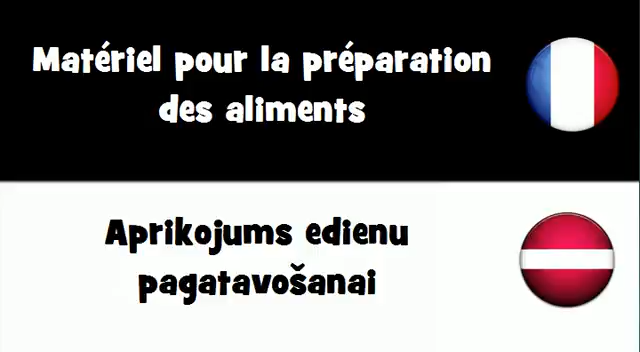 Matériel pour la préparation
des aliments
Aprikojums edienu
pagatavošanai